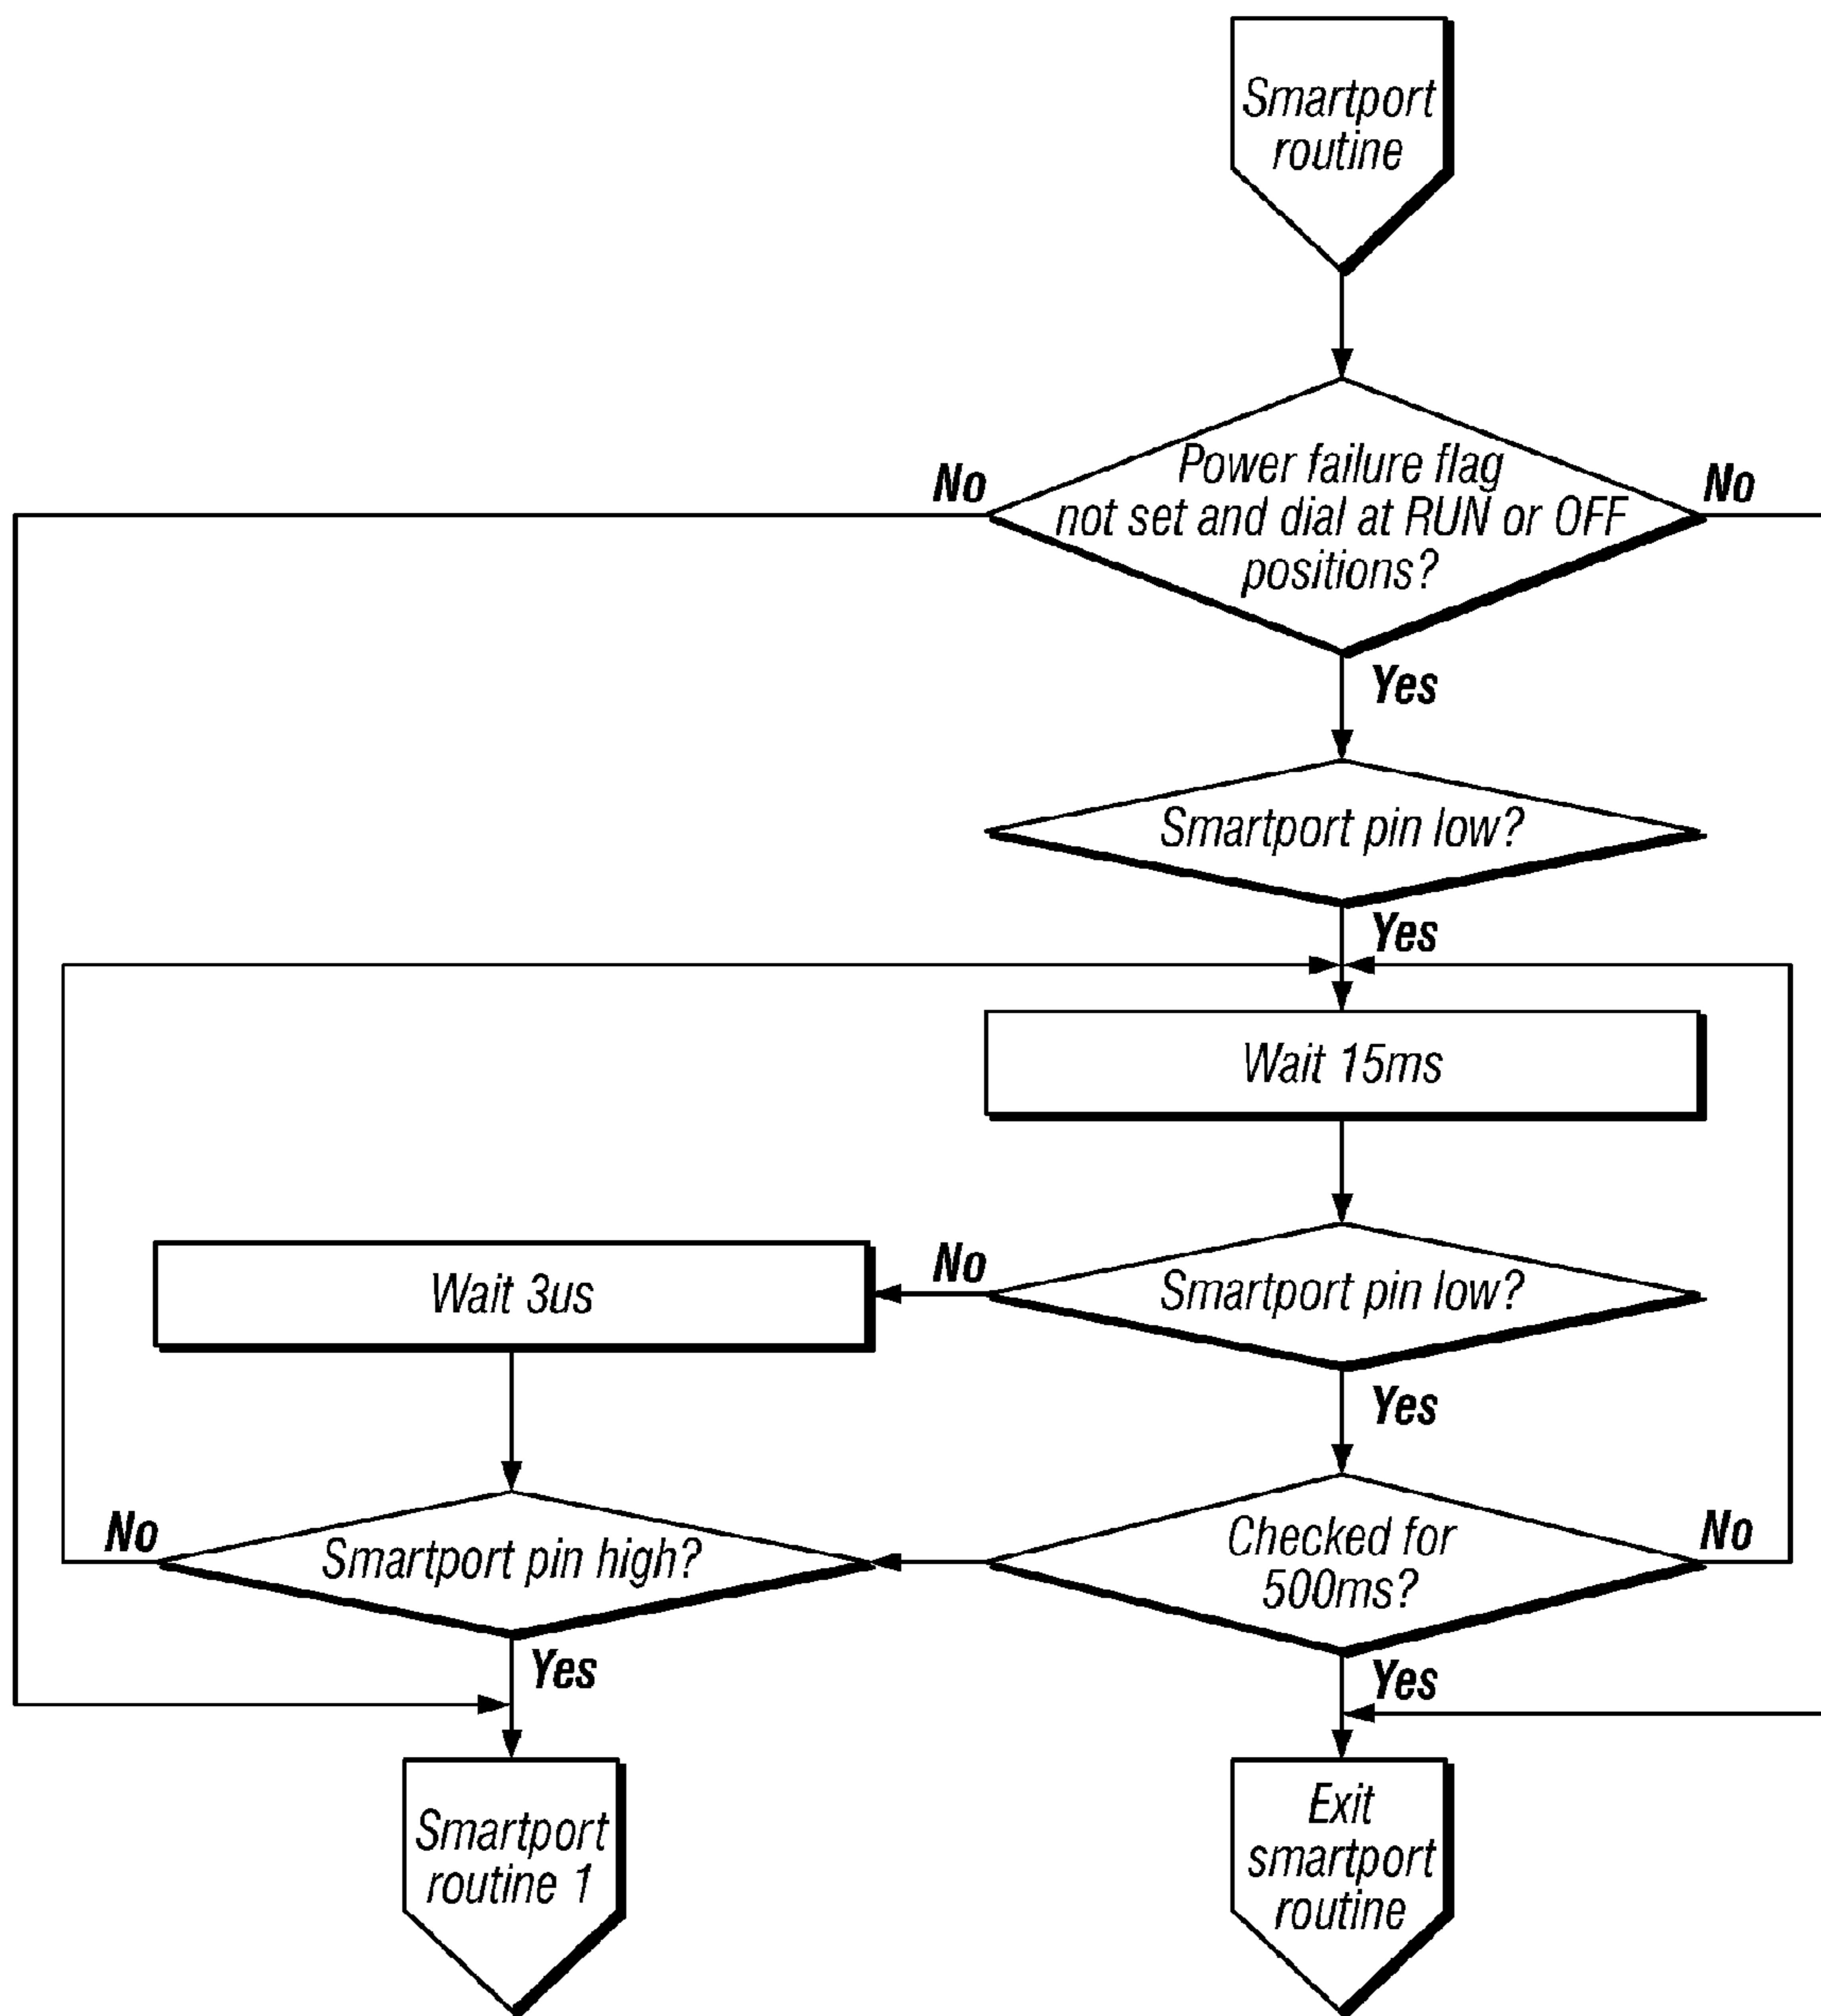 Smartport
routine
Power failure flag
No
No
not set and dial at RUN or OFF
positions?
Yes
Smartport pin low?
Yes
Wait 15ms
Wait 3us
No
Smartport pin low?
Yes
No
Smartport pin high?
Checked for
500ms?
No
Yes
Yes
Smartport
routine 1
Exit
smartport
routine